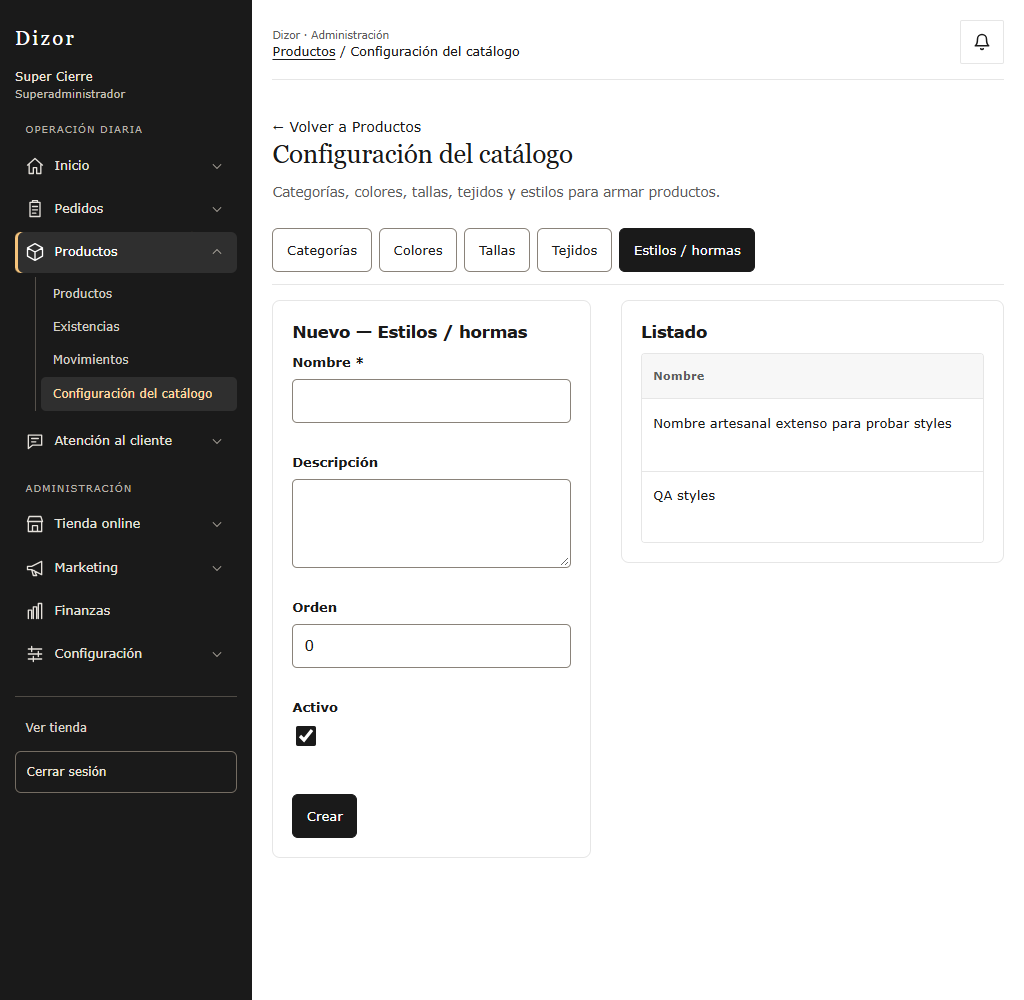 Dizor
Super Cierre
Superadministrador
OPERACIÓN DIARIA
Inicio
Pedidos
Productos
Productos
Existencias
Movimientos
Configuración del catálogo
Atención al cliente
ADMINISTRACIÓN
Tienda online
Marketing
Finanzas
Configuración
Ver tienda
Cerrar sesión
Dizor · Administración
Productos / Configuración del catálogo
← Volver a Productos
Configuración del catálogo
Categorías, colores, tallas, tejidos y estilos para armar productos.
Categorías
Colores
Tallas
Tejidos
Estilos / hormas
Nuevo — Estilos / hormas
Nombre *
Descripción
Orden
0
Activo
Crear
Listado
Nombre
Nombre artesanal extenso para probar styles
QA styles